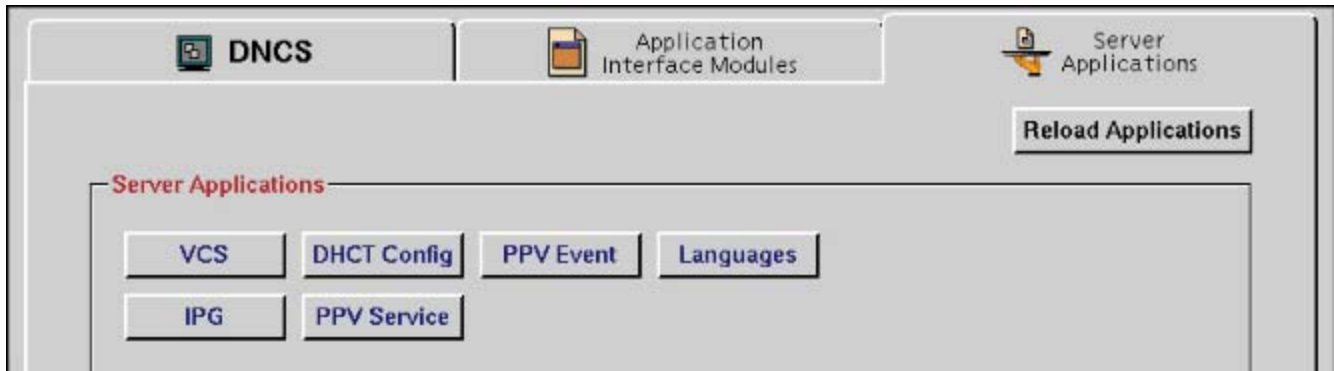 DNCS
Application
Interface Modules
Server
Applications
Reload Applications
Server Applications
VCS
DHCT Config
PPV Event
Languages
IPG
PPV Service